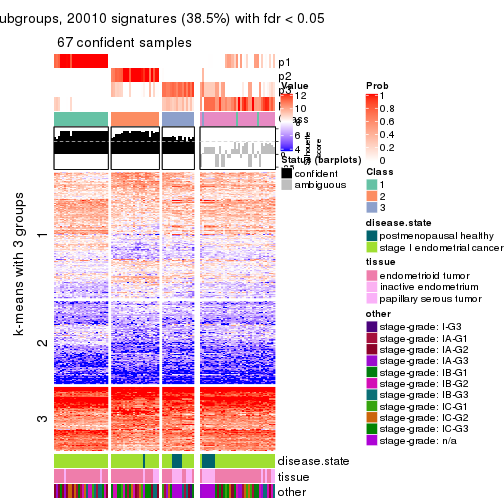 ubgroups, 20010 signatures (38.5%) with fdr < 0.05
67 confident samples
p1
p2
p3
Value
12
10
8
6
4
Status (barplots)
confident
ambiguous
Prob
1
0.8
0.6
0.4
0.2
0
Class
1
2
3
disease.state
postmenopausal healthy
stage I endometrial cancer
tissue
endometrioid tumor
inactive endometrium
papillary serous tumor
other
stage-grade: I-G3
stage-grade: IA-G1
stage-grade: IA-G2
stage-grade: IA-G3
stage-grade: IB-G1
stage-grade: IB-G2
stage-grade: IB-G3
stage-grade: IC-G1
stage-grade: IC-G2
stage-grade: IC-G3
stage-grade: n/a
k-means with 3 groups
1
2
3
disease.state
tissue
other